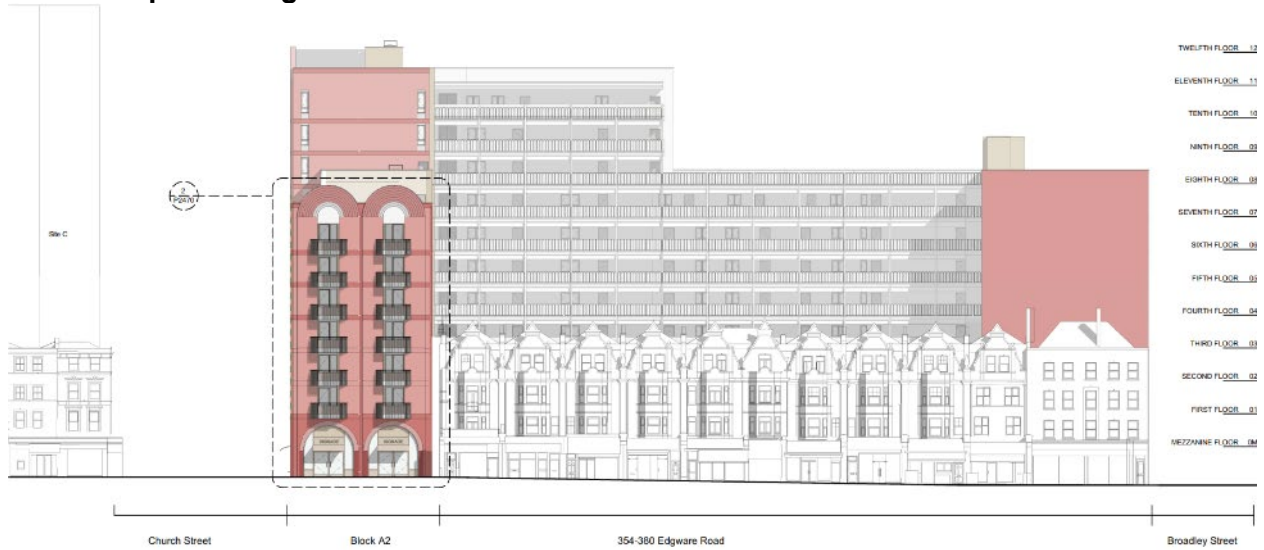 TWELFTH FLOOR 12
ELEVENTH FLOOR 11
TENTH FLOOR 10
NINTH FLOOR 09
EIGHTH FLOOR 08
2
P2470
SEVENTH FLOOR 07
Site C
SIXTH FLOOR 06
FIFTH FLOOR 05
FOURTH FLOOR 04
THIRD FLOOR 03
SECOND FLOOR 02
FIRST FLOOR 01
MEZZANINE FLOOR 0M
Church Street
Block A2
354-380 Edgware Road
Broadley Street